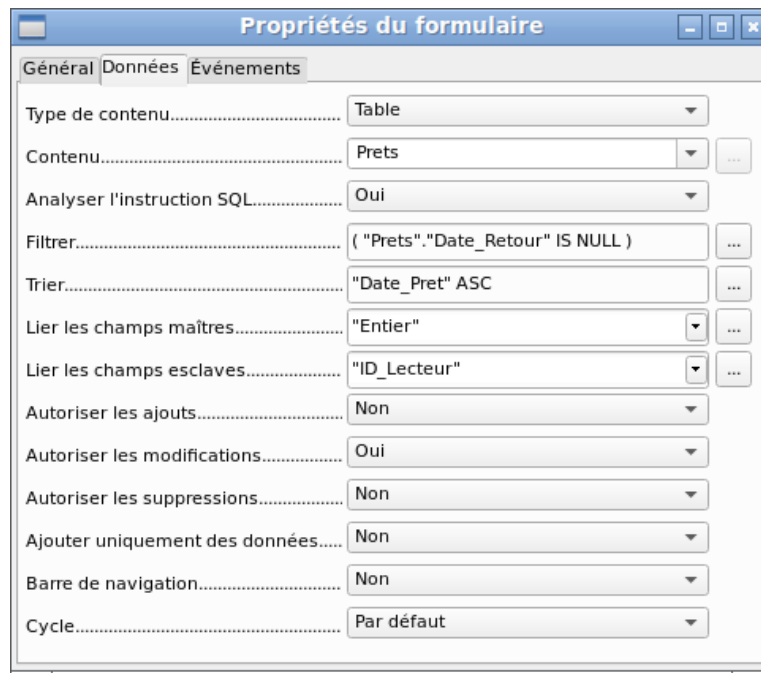 Propriétés du formulaire
Général Données Événements
Type de contenu....................................... Table
Contenu.................................................. Prets ...
Analyser l'instruction SQL.................... Oui
Filtrer...................................................... ( "Prets"."Date_Retour" IS NULL ) ...
Trier......................................................... "Date_Pret" ASC ...
Lier les champs maîtres....................... "Entier" ...
Lier les champs esclaves..................... "ID_Lecteur" ...
Autoriser les ajouts............................... Non
Autoriser les modifications................. Oui
Autoriser les suppressions.................. Non
Ajouter uniquement des données..... Non
Barre de navigation............................... Non
Cycle........................................................ Par défaut